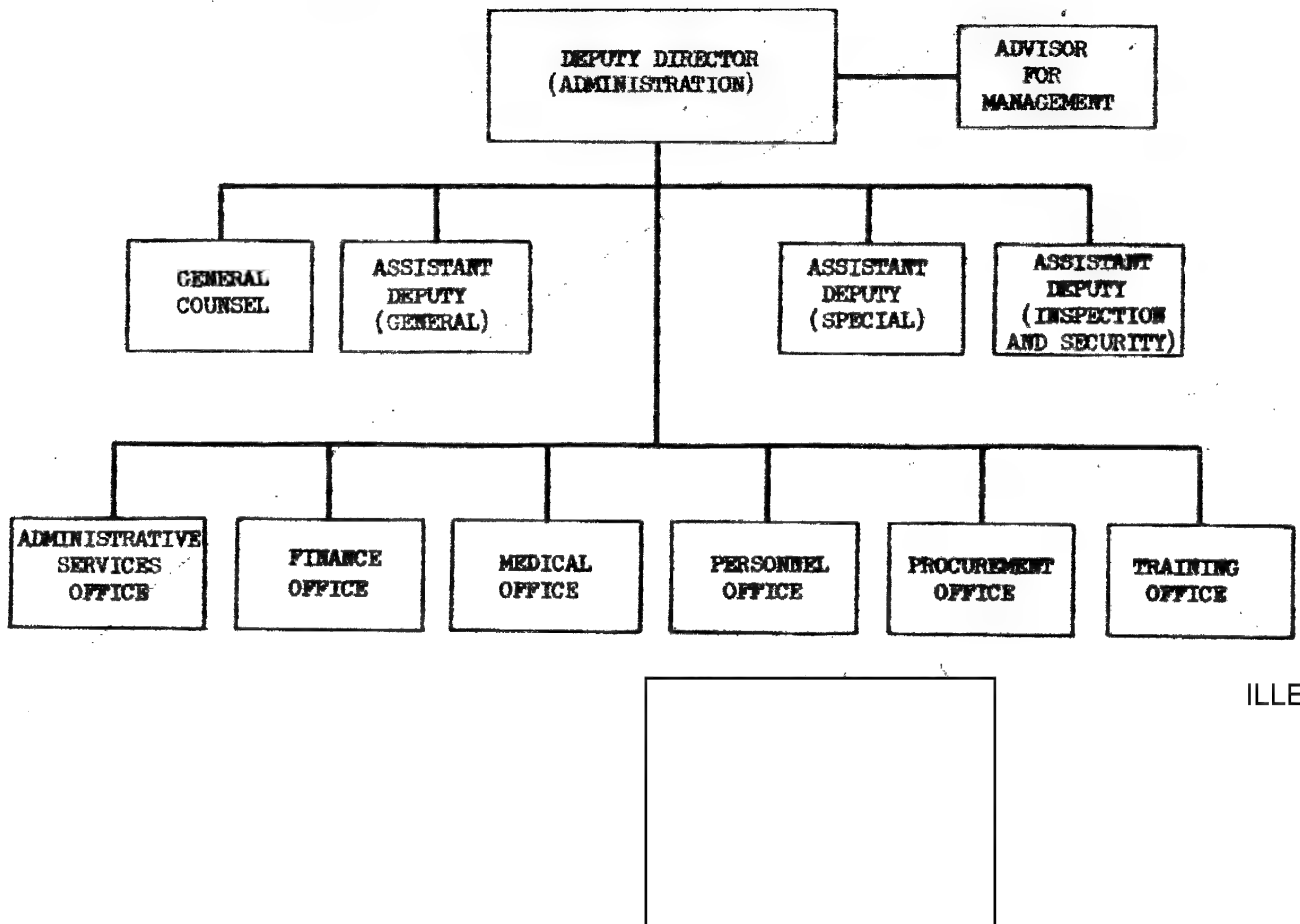 DEPUTY DIRECTOR
(ADMINISTRATION)
ADVISOR
FOR
MANAGEMENT
GENERAL
COUNSEL
ASSISTANT
DEPUTY
(GENERAL)
ASSISTANT
DEPUTY
(SPECIAL)
ASSISTANT
DEPUTY
(INSPECTION
AND SECURITY)
ADMINISTRATIVE
SERVICES
OFFICE
FINANCE
OFFICE
MEDICAL
OFFICE
PERSONNEL
OFFICE
PROCUREMENT
OFFICE
TRAINING
OFFICE
ILLE